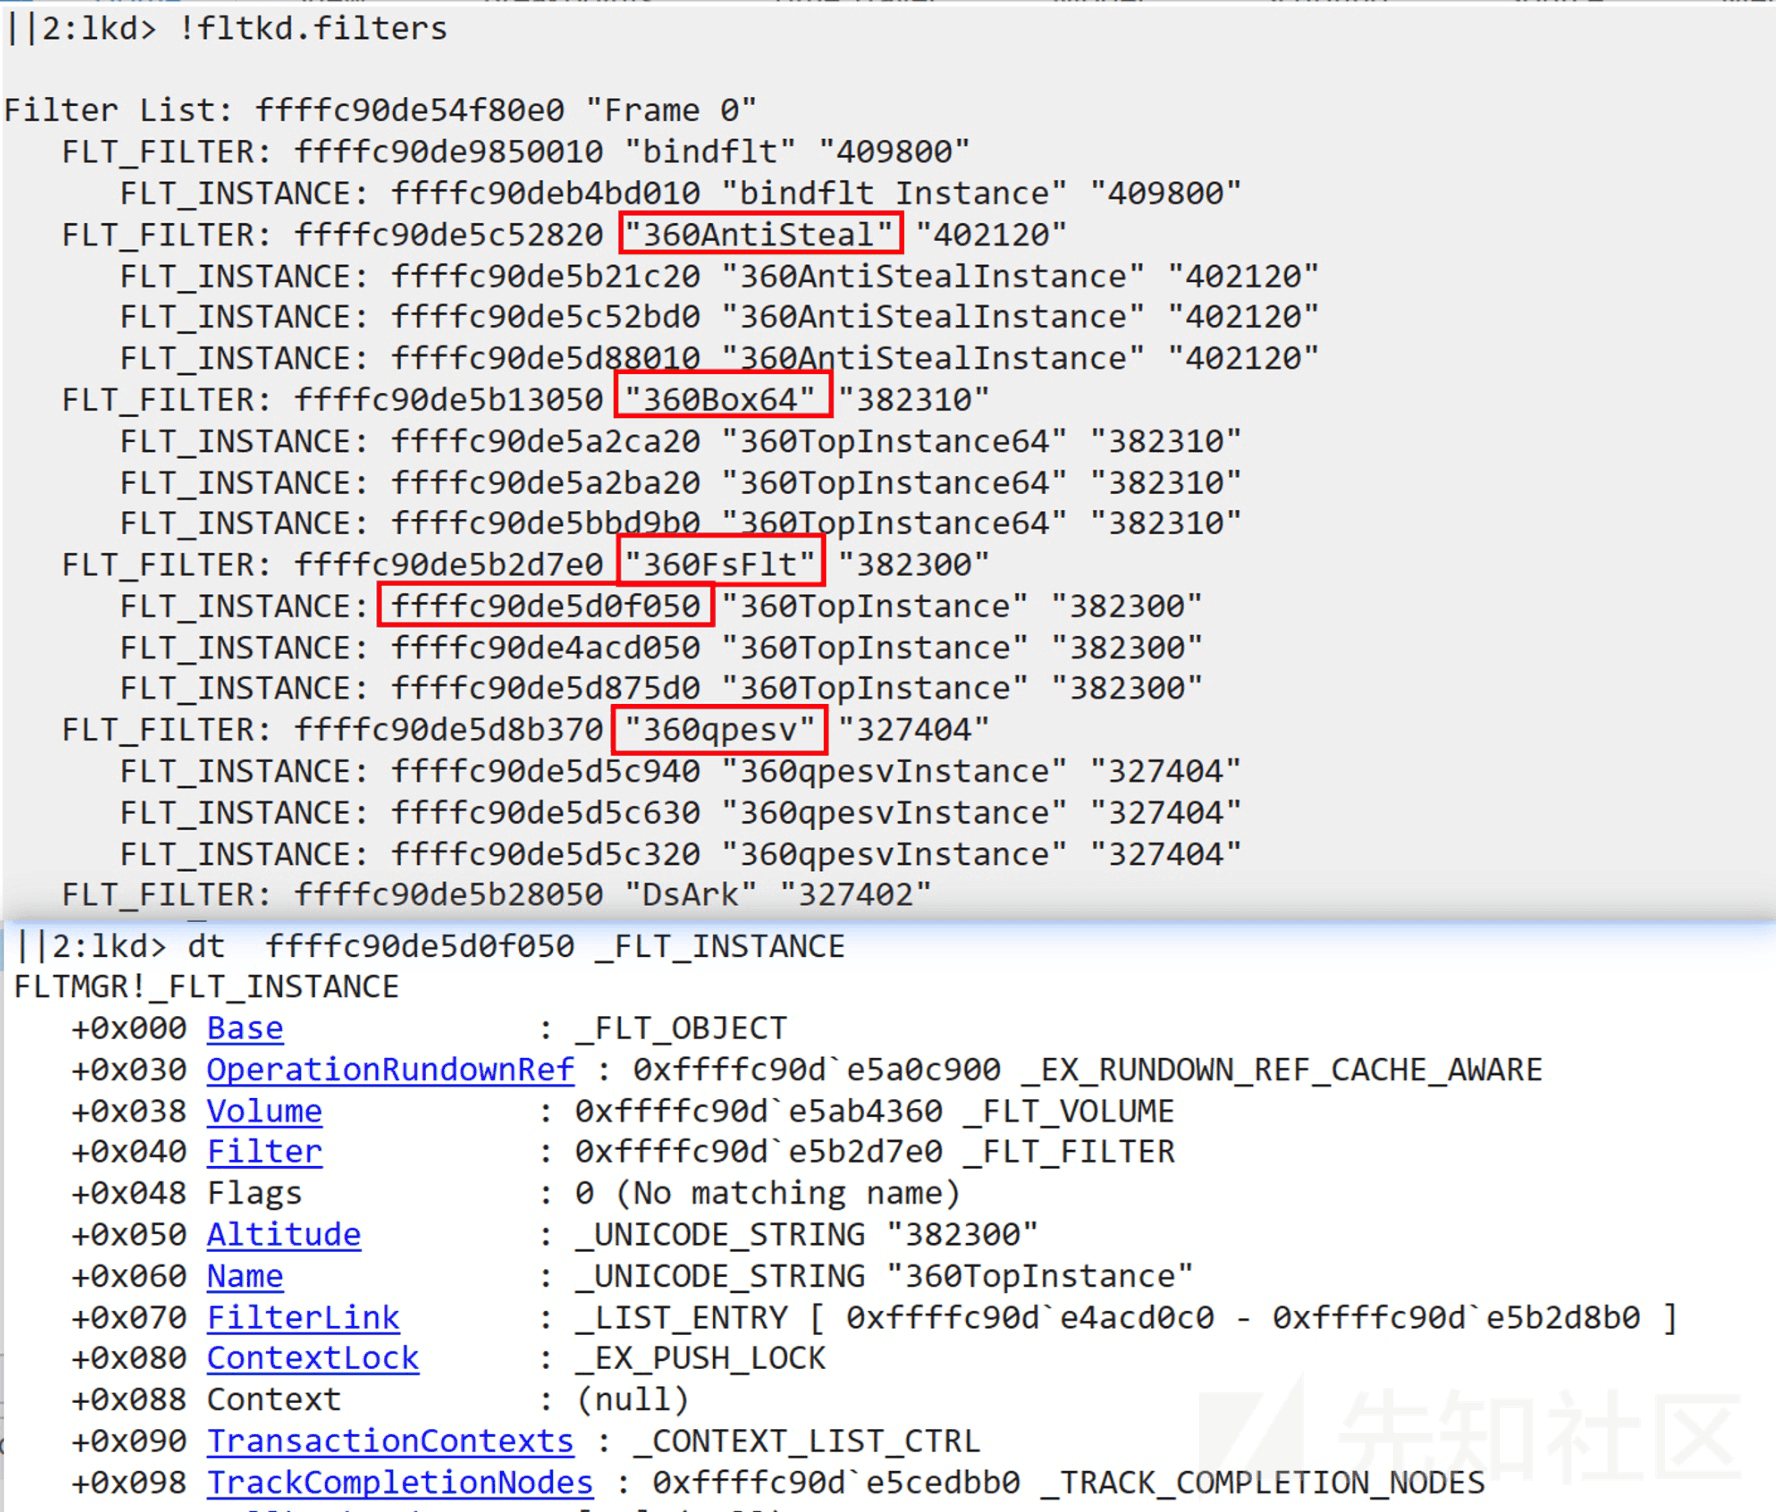 ||2:lkd> !fltkd.filters
Filter List: ffffc90de54f80e0 "Frame 0"
FLT_FILTER: ffffc90de9850010 "bindflt" "409800"
FLT_INSTANCE: ffffc90deb4bd010 "bindflt Instance" "409800"
FLT_FILTER: ffffc90de5c52820 "360AntiSteal" "402120"
FLT_INSTANCE: ffffc90de5b21c20 "360AntiStealInstance" "402120"
FLT_INSTANCE: ffffc90de5c52bd0 "360AntiStealInstance" "402120"
FLT_INSTANCE: ffffc90de5d88010 "360AntiStealInstance" "402120"
FLT_FILTER: ffffc90de5b13050 "360Box64" "382310"
FLT_INSTANCE: ffffc90de5a2ca20 "360TopInstance64" "382310"
FLT_INSTANCE: ffffc90de5a2ba20 "360TopInstance64" "382310"
FLT_INSTANCE: ffffc90de5bbd9b0 "360TopInstance64" "382310"
FLT_FILTER: ffffc90de5b2d7e0 "360FsFlt" "382300"
FLT_INSTANCE: ffffc90de5d0f050 "360TopInstance" "382300"
FLT_INSTANCE: ffffc90de4acd050 "360TopInstance" "382300"
FLT_INSTANCE: ffffc90de5d875d0 "360TopInstance" "382300"
FLT_FILTER: ffffc90de5d8b370 "360qpesv" "327404"
FLT_INSTANCE: ffffc90de5d5c940 "360qpesvInstance" "327404"
FLT_INSTANCE: ffffc90de5d5c630 "360qpesvInstance" "327404"
FLT_INSTANCE: ffffc90de5d5c320 "360qpesvInstance" "327404"
FLT_FILTER: ffffc90de5b28050 "DsArk" "327402"
||2:lkd> dt  ffffc90de5d0f050 _FLT_INSTANCE
FLTMGR!_FLT_INSTANCE
+0x000 Base : _FLT_OBJECT
+0x030 OperationRundownRef : 0xffffc90d`e5a0c900 _EX_RUNDOWN_REF_CACHE_AWARE
+0x038 Volume : 0xffffc90d`e5ab4360 _FLT_VOLUME
+0x040 Filter : 0xffffc90d`e5b2d7e0 _FLT_FILTER
+0x048 Flags : 0 (No matching name)
+0x050 Altitude : _UNICODE_STRING "382300"
+0x060 Name : _UNICODE_STRING "360TopInstance"
+0x070 FilterLink : _LIST_ENTRY [ 0xffffc90d`e4acd0c0 - 0xffffc90d`e5b2d8b0 ]
+0x080 ContextLock : _EX_PUSH_LOCK
+0x088 Context : (null)
+0x090 TransactionContexts : _CONTEXT_LIST_CTRL
+0x098 TrackCompletionNodes : 0xffffc90d`e5cedbb0 _TRACK_COMPLETION_NODES
先知社区